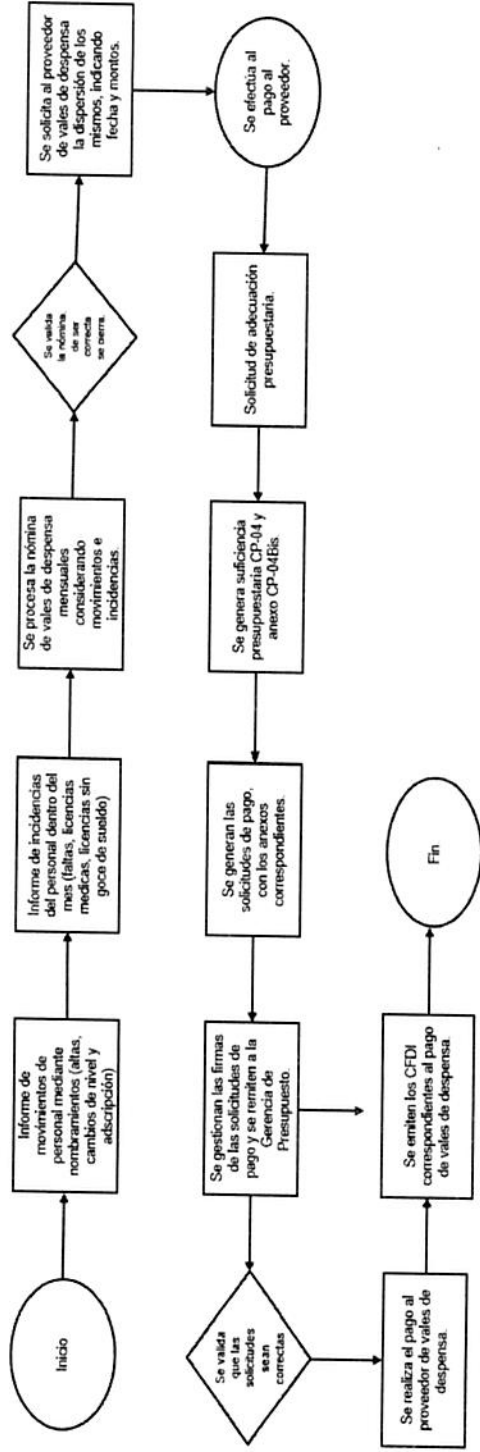 Inicio
Informe de
movimientos de
personal mediante
nombramientos (altas,
cambios de nivel y
adscripción)
Informe de incidencias
del personal dentro del
mes (faltas, licencias
medicas, licencias sin
goce de sueldo)
Se procesa la nómina
de vales de despensa
mensuales
considerando
movimientos e
incidencias.
Se valida
la nómina,
de ser
correcta
se cierra.
Se solicita al proveedor
de vales de despensa
la dispersión de los
mismos, indicando
fecha y montos.
Se efectúa al
pago al
proveedor.
Solicitud de adecuación
presupuestaria.
Se genera suficiencia
presupuestaria CP-04 y
anexo CP-04Bis.
Se generan las
solicitudes de pago,
con los anexos
correspondientes.
Se gestionan las firmas
de las solicitudes de
pago y se remiten a la
Gerencia de
Presupuesto.
Se valida
que las
solicitudes
sean
correctas
Se realiza el pago al
proveedor de vales de
despensa.
Se emiten los CFDI
correspondientes al pago
de vales de despensa.
Fin